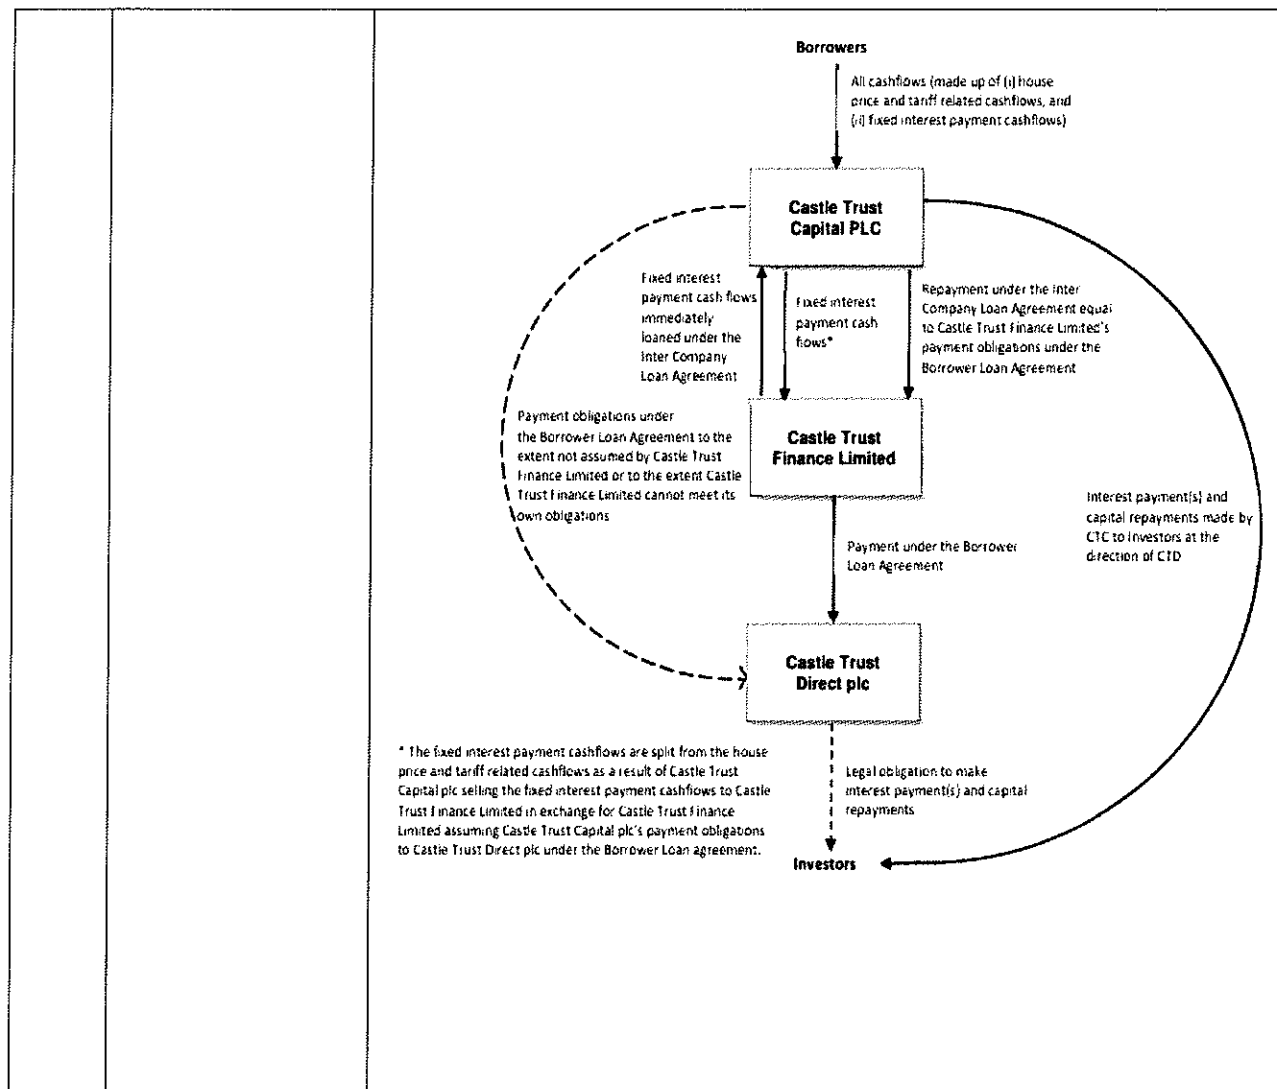 Borrowers
All cashflows (made up of (i) house
price and tariff related cashflows, and
(ii) fixed interest payment cashflows)
Castle Trust
Capital PLC
Fixed interest
payment cash flows
immediately
loaned under the
Inter Company
Loan Agreement
Fixed interest
payment cash
flows*
Repayment under the Inter
Company Loan Agreement equal
to Castle Trust Finance Limited's
payment obligations under the
Borrower Loan Agreement
Payment obligations under
the Borrower Loan Agreement to the
extent not assumed by Castle Trust
Finance Limited or to the extent Castle
Trust Finance Limited cannot meet its
own obligations
Castle Trust
Finance Limited
Interest payment(s) and
capital repayments made by
CTC to Investors at the
direction of CTD
Payment under the Borrower
Loan Agreement
Castle Trust
Direct plc
* The fixed interest payment cashflows are split from the house
price and tariff related cashflows as a result of Castle Trust
Capital plc selling the fixed interest payment cashflows to Castle
Trust Finance Limited in exchange for Castle Trust Finance
Limited assuming Castle Trust Capital plc's payment obligations
to Castle Trust Direct plc under the Borrower Loan agreement.
Legal obligation to make
interest payment(s) and capital
repayments
Investors